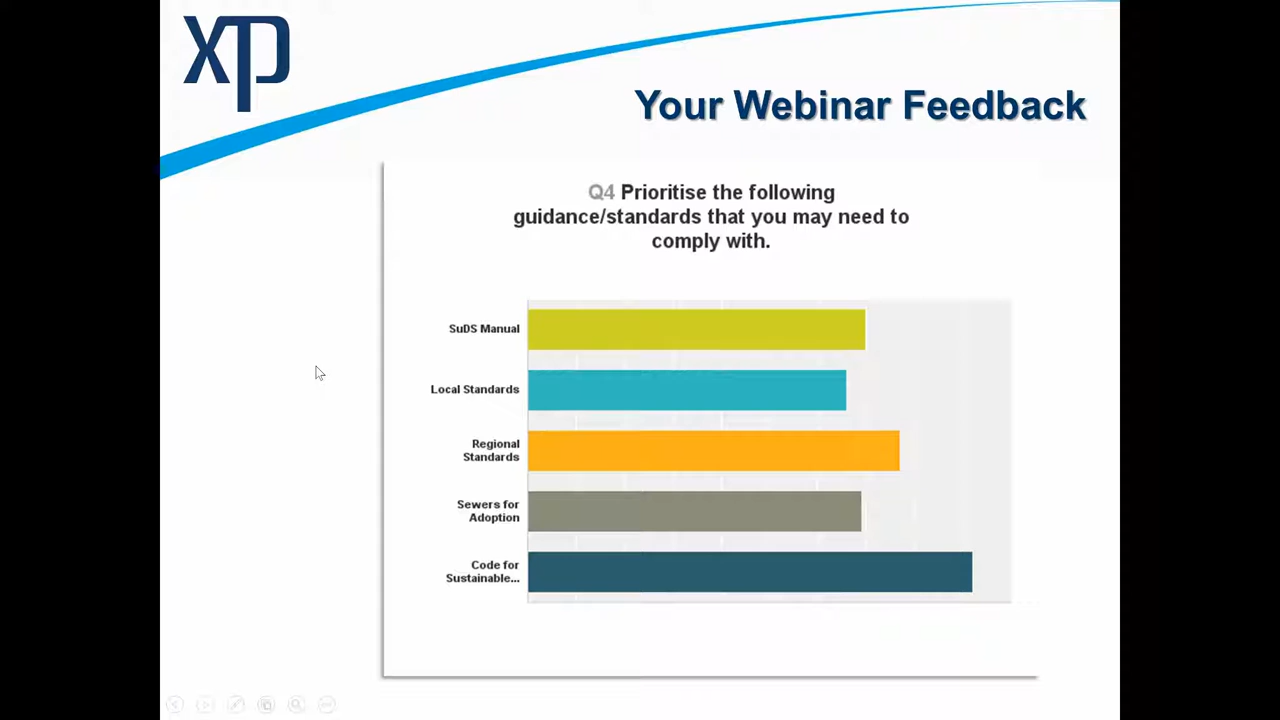 xp
Your Webinar Feedback
Q4 Prioritise the following
guidance/standards that you may need to
comply with.
SuDS Manual
Local Standards
Regional
Standards
Sewers for
Adoption
Code for
Sustainable...